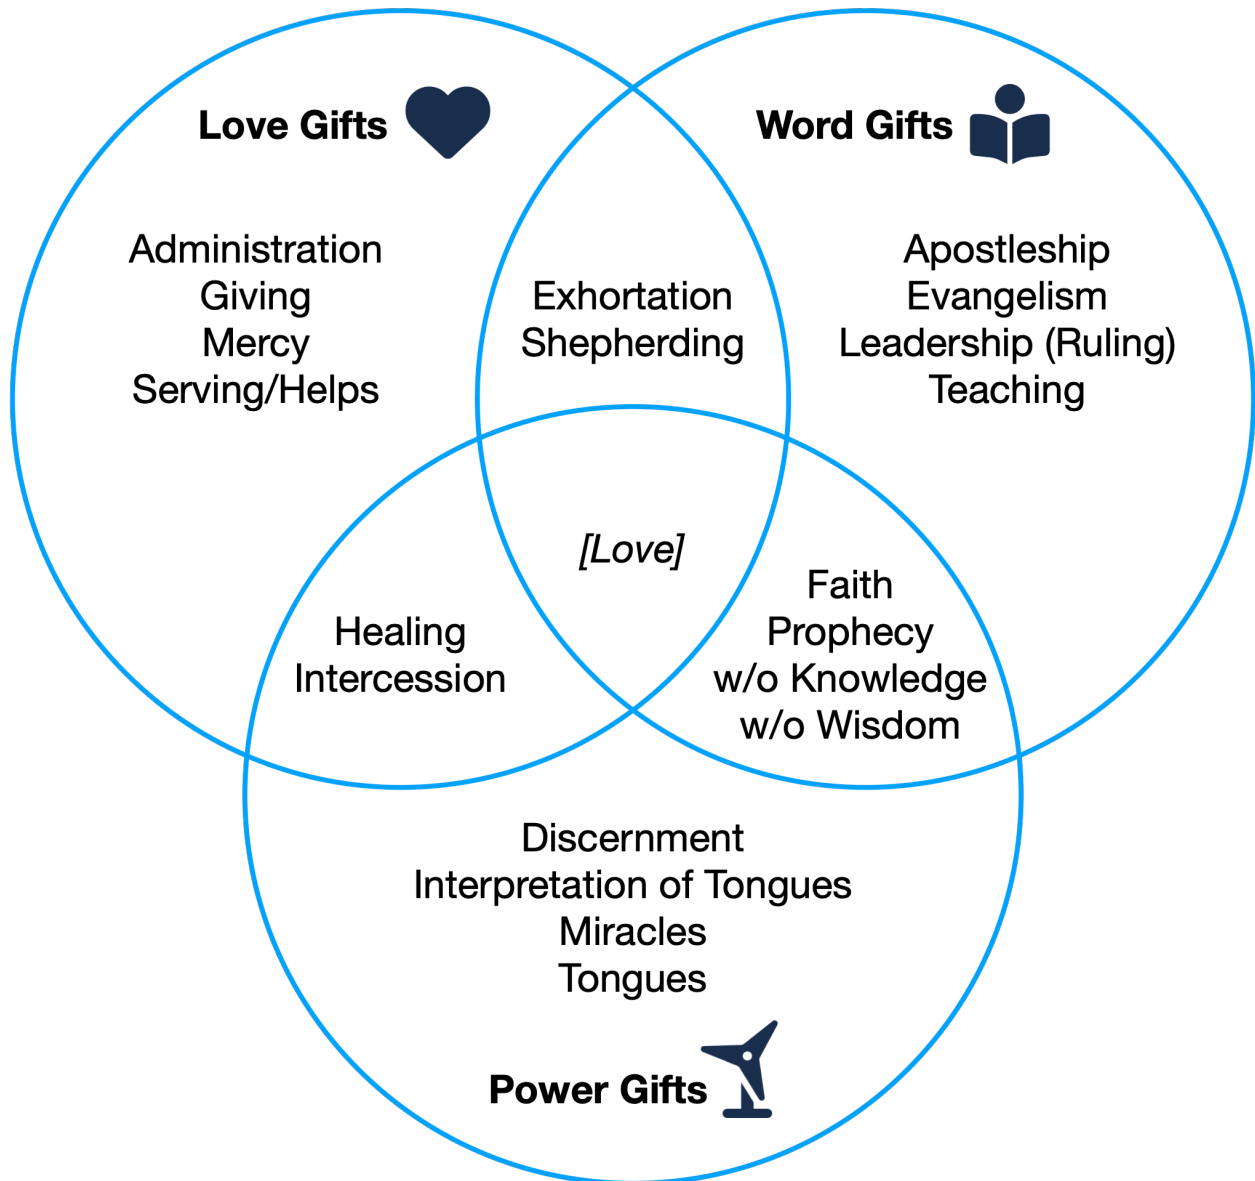 Love Gifts
Word Gifts
Administration
Giving
Mercy
Serving/Helps
Exhortation
Shepherding
Apostleship
Evangelism
Leadership (Ruling)
Teaching
[Love]
Healing
Intercession
Faith
Prophecy
w/o Knowledge
w/o Wisdom
Discernment
Interpretation of Tongues
Miracles
Tongues
Power Gifts